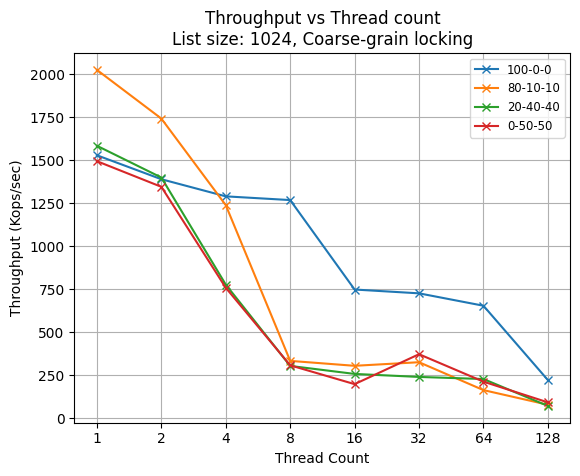 Throughput vs Thread count
List size: 1024, Coarse-grain locking
100-0-0
80-10-10
20-40-40
0-50-50
Throughput (Kops/sec)
2000
1750
1500
1250
1000
750
500
250
0
1 2 4 8 16 32 64 128
Thread Count